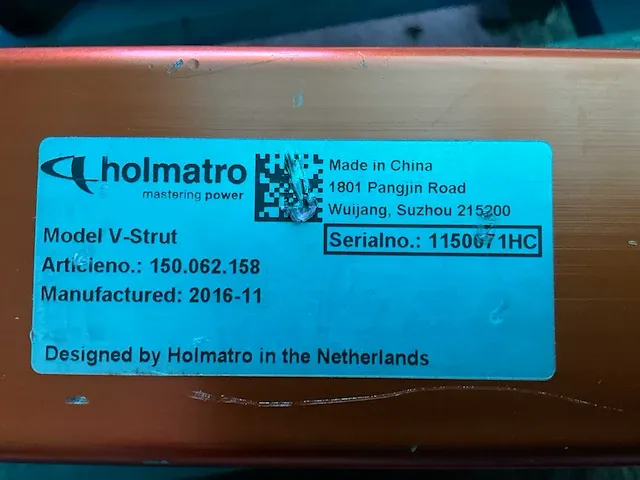 holmatro
mastering power
Made in China
1801 Pangjin Road
Wuijang, Suzhou 215200
Serialno.: 1150071HC
Model V-Strut
Articleno.: 150.062.158
Manufactured: 2016-11
Designed by Holmatro in the Netherlands